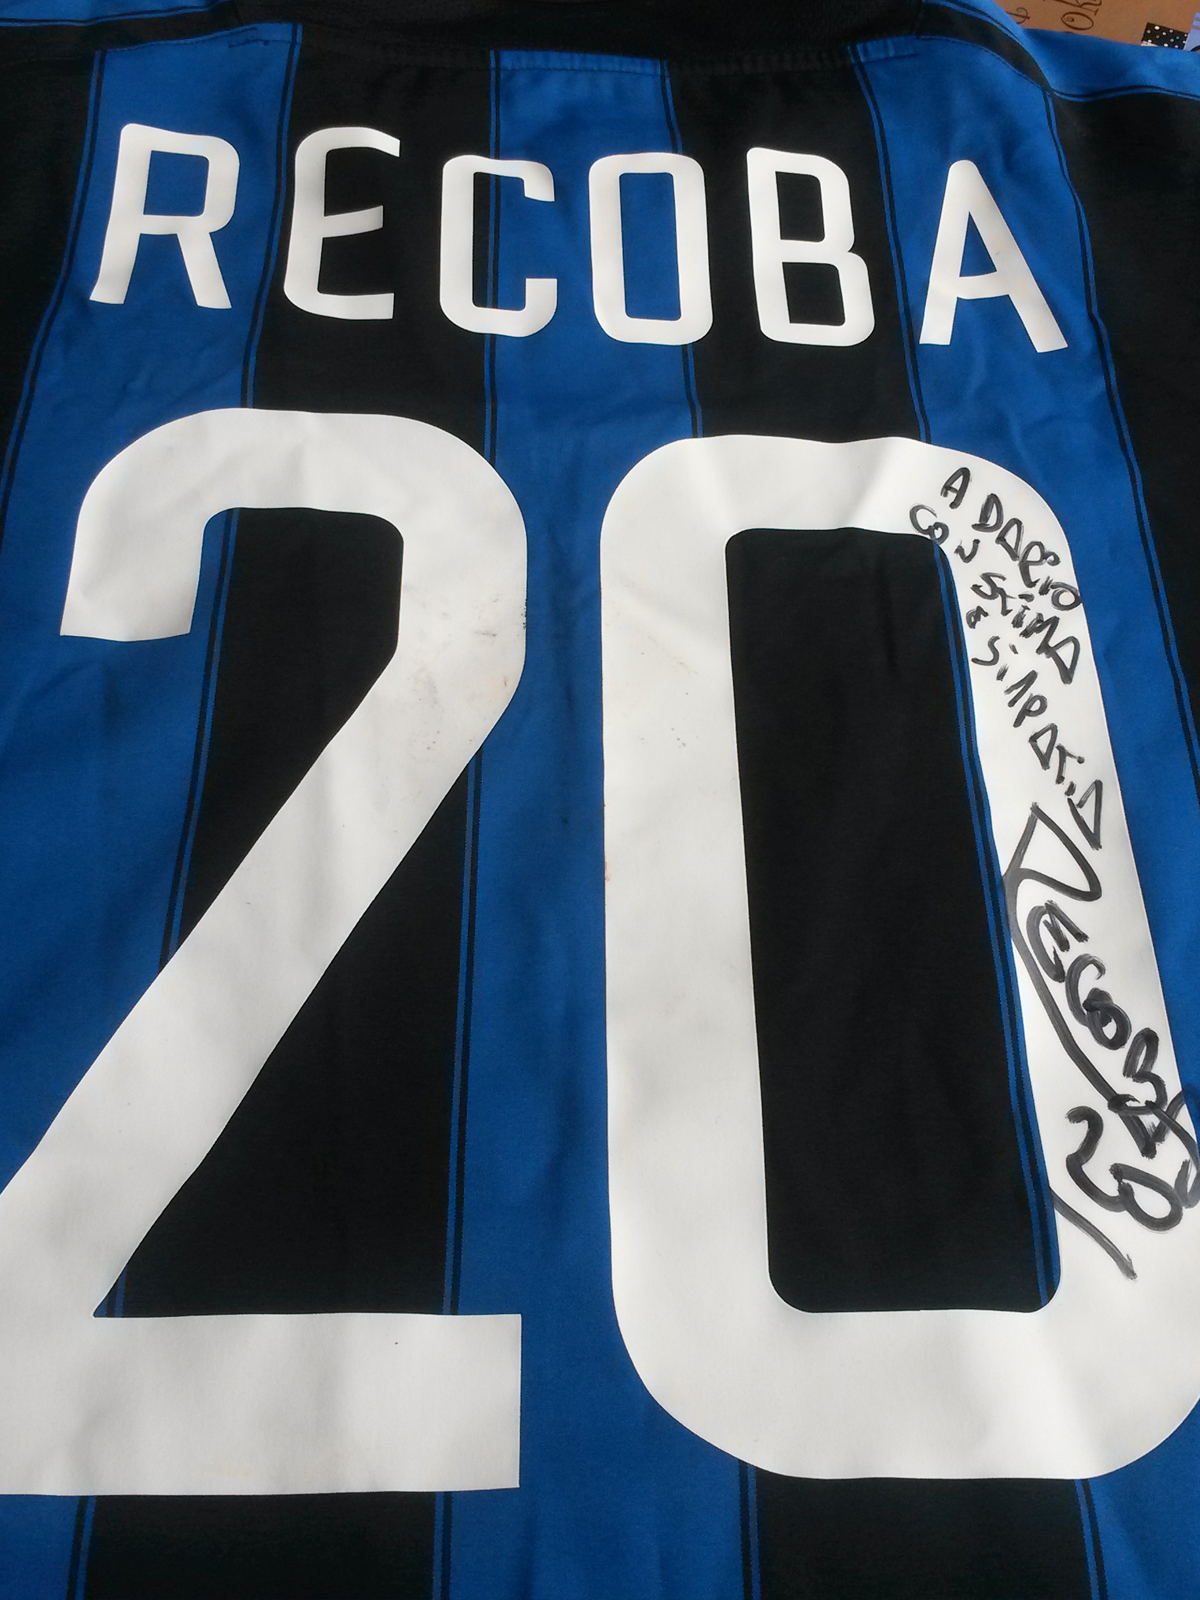 RECOBA
20
A DARIO
CON STIMA
e SIMPATIA
Recoba
20